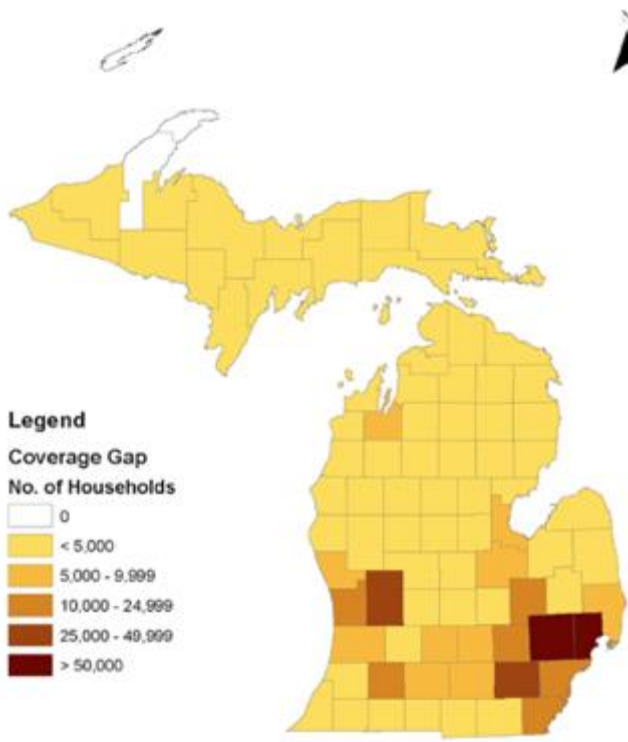 Legend
Coverage Gap
No. of Households
0
< 5,000
5,000 - 9,999
10,000 - 24,999
25,000 - 49,999
> 50,000